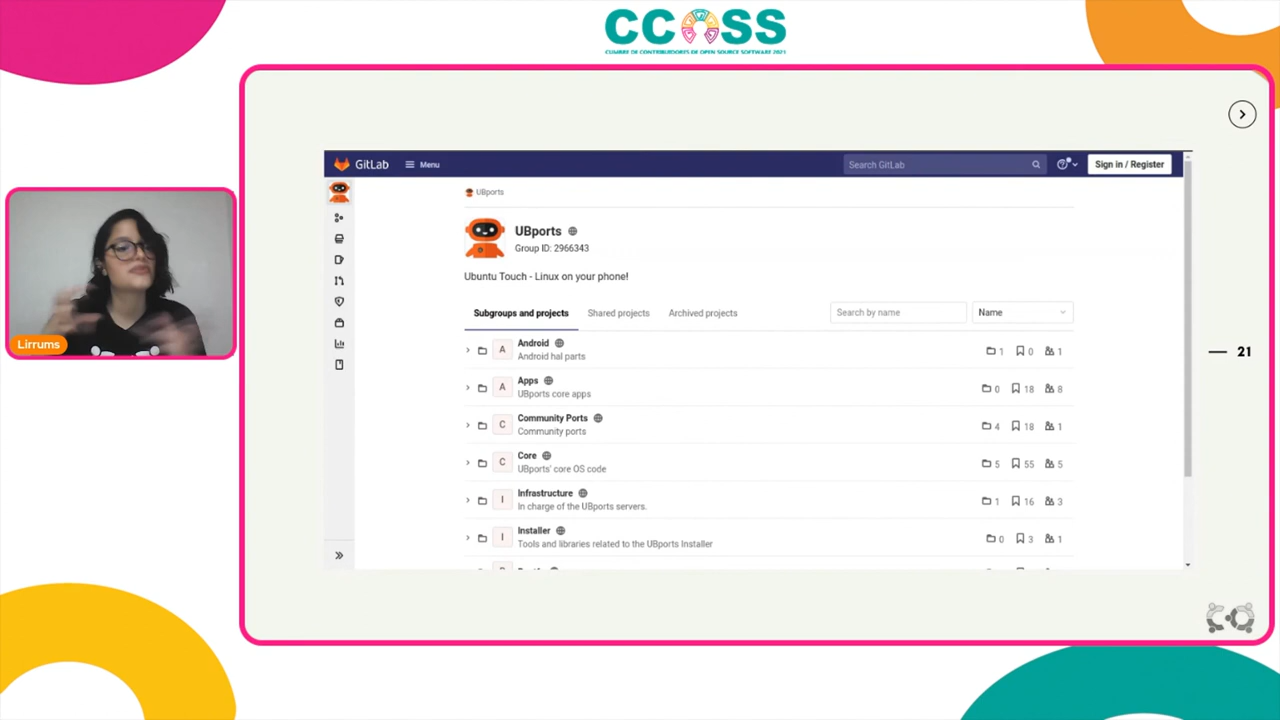 CCOSS
CUMBRE DE CONTRIBUIDORES DE OPEN SOURCE SOFTWARE 2021
GitLab
Menu
Search GitLab
Sign in / Register
UBports
UBports
Group ID: 2966343
Ubuntu Touch - Linux on your phone!
Subgroups and projects
Shared projects
Archived projects
Search by name
Name
A
Android
Android hal parts
1 0 1
A
Apps
UBports core apps
0 18 8
C
Community Ports
Community ports
4 18 1
C
Core
UBports' core OS code
5 55 5
I
Infrastructure
In charge of the UBports servers.
1 16 3
I
Installer
Tools and libraries related to the UBports Installer
0 3 1
21
Lirrums